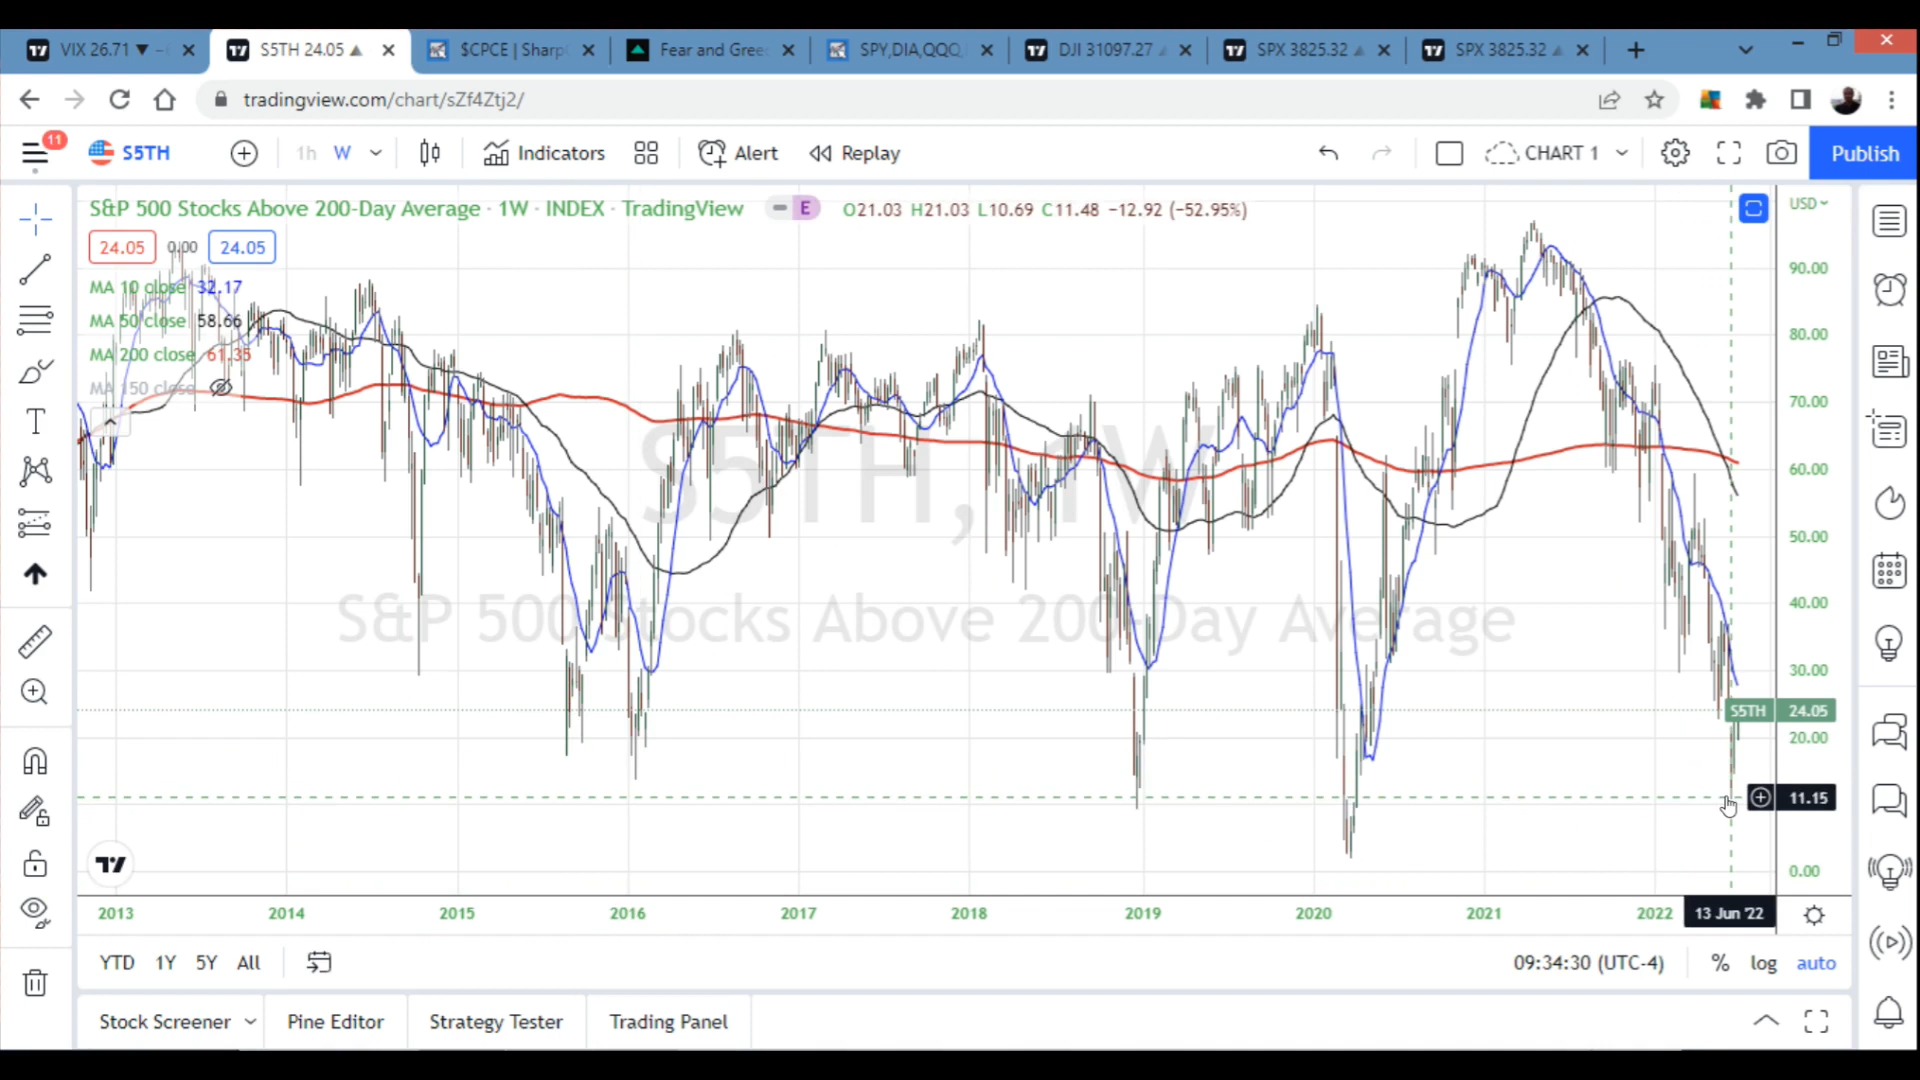 VIX 26.71 ▼
S5TH 24.05 ▲
$CPCE | Sharp
Fear and Gree
SPY,DIA,QQQ,
DJI 31097.27
SPX 3825.32
SPX 3825.32
tradingview.com/chart/sZf4Ztj2/
11
S5TH
1h
W
Indicators
Alert
Replay
CHART 1
Publish
S&P 500 Stocks Above 200-Day Average · 1W · INDEX · TradingView
E
O21.03 H21.03 L10.69 C11.48 −12.92 (−52.95%)
USD
24.05
0.00
24.05
MA 10 close 32.17
MA 50 close 58.66
MA 200 close 61.35
MA 150 close
S5TH, 1W
S&P 500 Stocks Above 200-Day Average
90.00
80.00
70.00
60.00
50.00
40.00
30.00
S5TH 24.05
20.00
11.15
0.00
2013
2014
2015
2016
2017
2018
2019
2020
2021
2022
13 Jun '22
YTD
1Y
5Y
All
09:34:30 (UTC-4)
%
log
auto
Stock Screener
Pine Editor
Strategy Tester
Trading Panel